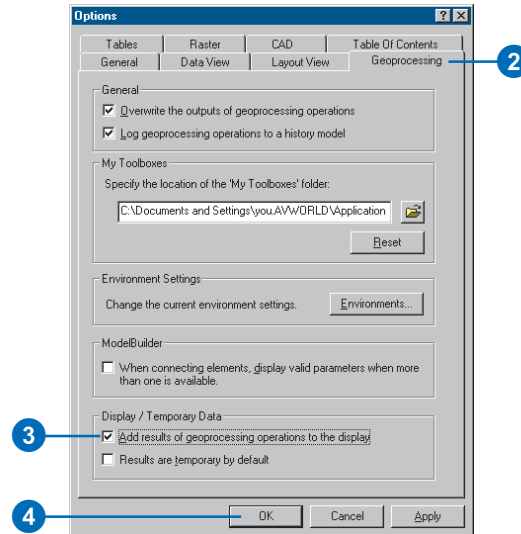 Options
Tables Raster CAD Table Of Contents
General Data View Layout View Geoprocessing 2
General
Overwrite the outputs of geoprocessing operations
Log geoprocessing operations to a history model
My Toolboxes
Specify the location of the 'My Toolboxes' folder:
C:\Documents and Settings\you.AVWORLD\Application
Reset
Environment Settings
Change the current environment settings. Environments...
ModelBuilder
When connecting elements, display valid parameters when more
than one is available.
Display / Temporary Data
3 Add results of geoprocessing operations to the display
Results are temporary by default
4 OK Cancel Apply